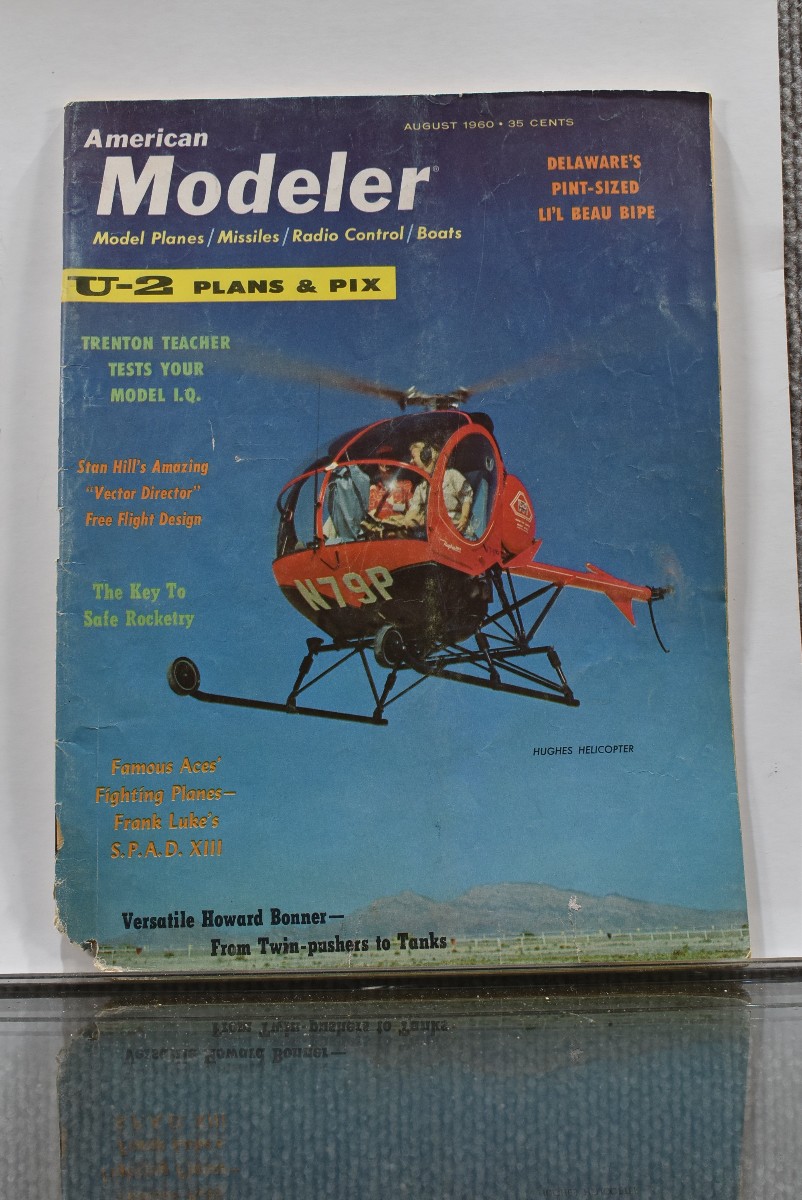 AUGUST 1960 • 35 CENTS
American
Modeler®
Model Planes/Missiles/Radio Control/Boats
DELAWARE'S
PINT-SIZED
LI'L BEAU BIPE
U-2 PLANS & PIX
TRENTON TEACHER
TESTS YOUR
MODEL I.Q.
Stan Hill's Amazing
"Vector Director"
Free Flight Design
The Key To
Safe Rocketry
N79P
HUGHES HELICOPTER
Famous Aces'
Fighting Planes—
Frank Luke's
S.P.A.D. XIII
Versatile Howard Bonner—
From Twin-pushers to Tanks